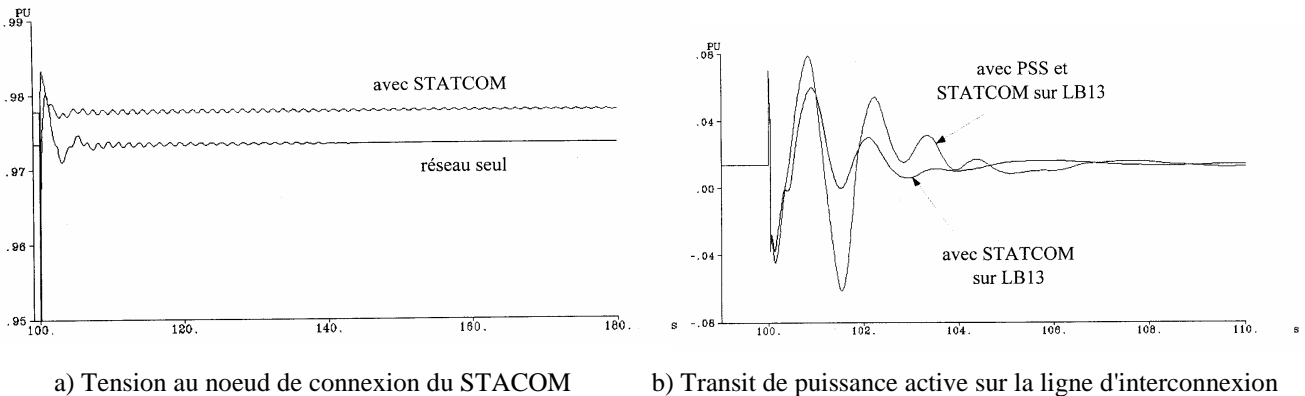 PU
.99
.98
.97
.96
.95
100.
120.
140.
160.
180.
s
avec STATCOM
réseau seul
PU
.08
.04
.00
-.04
-.08
100.
102.
104.
106.
108.
110.
s
avec PSS et
STATCOM sur LB13
avec STATCOM
sur LB13
a) Tension au noeud de connexion du STACOM
b) Transit de puissance active sur la ligne d'interconnexion